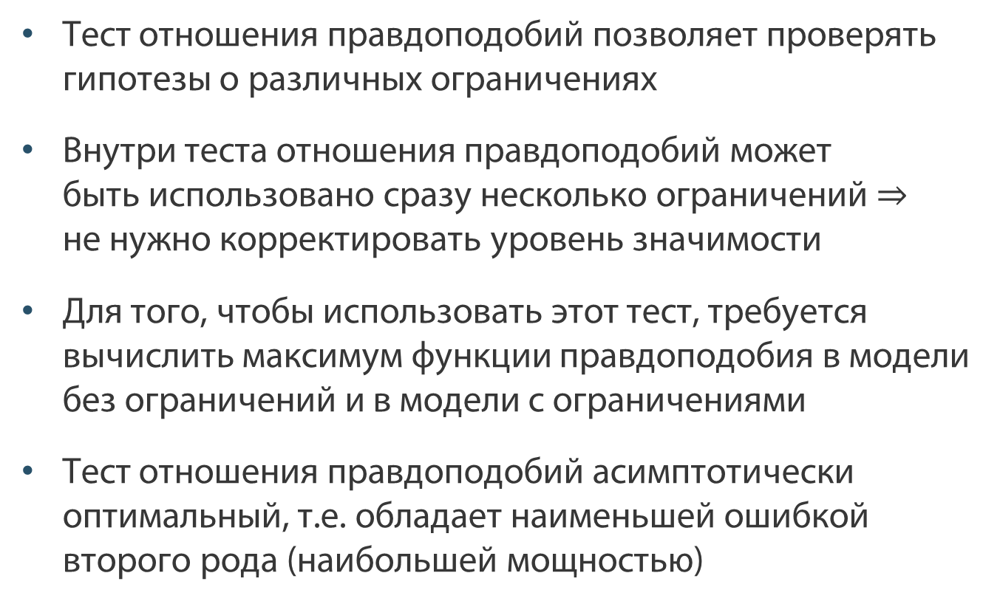 • Тест отношения правдоподобий позволяет проверять
гипотезы о различных ограничениях
• Внутри теста отношения правдоподобий может
быть использовано сразу несколько ограничений ⇒
не нужно корректировать уровень значимости
• Для того, чтобы использовать этот тест, требуется
вычислить максимум функции правдоподобия в модели
без ограничений и в модели с ограничениями
• Тест отношения правдоподобий асимптотически
оптимальный, т.е. обладает наименьшей ошибкой
второго рода (наибольшей мощностью)